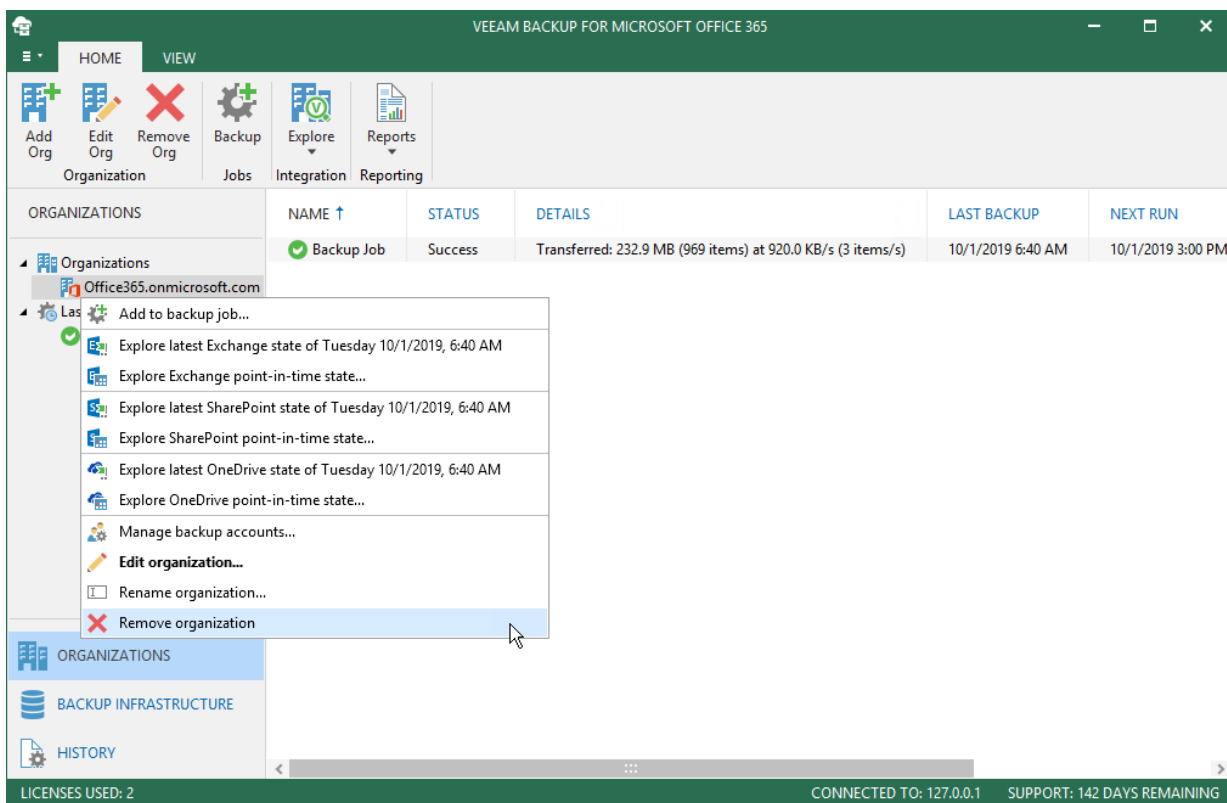 VEEAM BACKUP FOR MICROSOFT OFFICE 365
HOME VIEW
Add Org
Edit Org
Remove Org
Backup
Explore
Reports
Organization Jobs Integration Reporting
ORGANIZATIONS
NAME STATUS DETAILS LAST BACKUP NEXT RUN
Backup Job Success Transferred: 232.9 MB (969 items) at 920.0 KB/s (3 items/s) 10/1/2019 6:40 AM 10/1/2019 3:00 PM
Organizations
Office365.onmicrosoft.com
Las
Add to backup job...
Explore latest Exchange state of Tuesday 10/1/2019, 6:40 AM
Explore Exchange point-in-time state...
Explore latest SharePoint state of Tuesday 10/1/2019, 6:40 AM
Explore SharePoint point-in-time state...
Explore latest OneDrive state of Tuesday 10/1/2019, 6:40 AM
Explore OneDrive point-in-time state...
Manage backup accounts...
Edit organization...
Rename organization...
Remove organization
ORGANIZATIONS
BACKUP INFRASTRUCTURE
HISTORY
LICENSES USED: 2 CONNECTED TO: 127.0.0.1 SUPPORT: 142 DAYS REMAINING